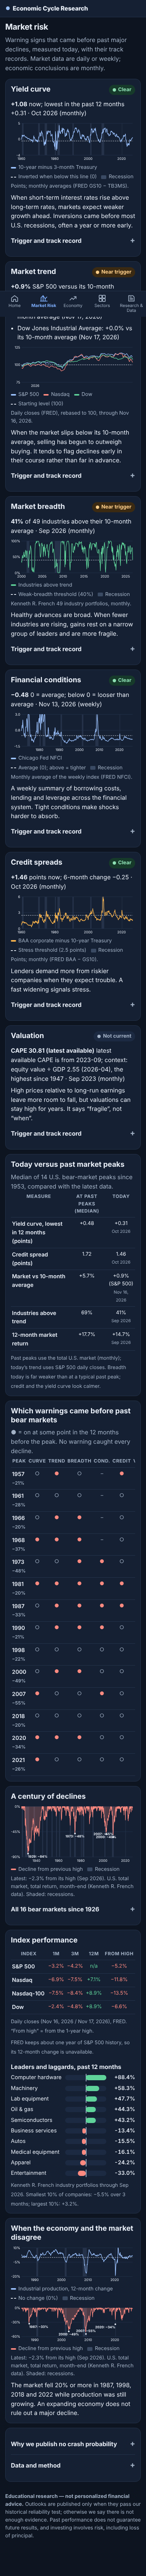 Economic Cycle Research
Market risk
Warning signs that came before past major
declines, measured today, with their track
records. Market data are daily or weekly;
economic conclusions are monthly.
Yield curve
Clear
+1.08 now; lowest in the past 12 months
+0.31 · Oct 2026 (monthly)
10-year minus 3-month Treasury
Inverted when below this line (0)
Recession
Points; monthly averages (FRED GS10 − TB3MS).
When short-term interest rates rise above
long-term rates, markets expect weaker
growth. Inversions came before most
U.S. recessions, often a year or more early.
Trigger and track record
Market trend
Near trigger
+0.9% S&P 500 versus its 10-month
Home
Market Risk
Economy
Sectors
Research &
Data
Dow Jones Industrial Average: +0.0% vs
its 10-month average (Nov 17, 2026)
S&P 500
Nasdaq
Dow
Starting level (100)
Daily closes (FRED), rebased to 100, through Nov
16, 2026.
When the market slips below its 10-month
average, selling has begun to outweigh
buying. It tends to flag declines early in
their course rather than far in advance.
Trigger and track record
Market breadth
Near trigger
41% of 49 industries above their 10-month
average · Sep 2026 (monthly)
Industries above trend
Weak-breadth threshold (40%)
Recession
Kenneth R. French 49 industry portfolios, monthly.
Healthy advances are broad. When fewer
industries are rising, gains rest on a small
group and are more fragile.
Trigger and track record
Financial conditions
Clear
−0.48 0 = average; below 0 = looser than
average · Nov 13, 2026 (weekly)
Chicago Fed NFCI
Average (0); above = tighter
Recession
Monthly average of the weekly index (FRED NFCI).
A weekly summary of borrowing costs,
lending and leverage across the financial
system. Tight conditions make shocks
harder to absorb.
Trigger and track record
Credit spreads
Clear
+1.46 points now; 6-month change −0.25 ·
Oct 2026 (monthly)
BAA corporate minus 10-year Treasury
Stress threshold (2.5 points)
Recession
Points; monthly (FRED BAA − GS10).
Lenders demand more from riskier
companies when they expect trouble. A
fast widening signals stress.
Trigger and track record
Valuation
Not current
CAPE 30.81 (latest available)
latest
available CAPE is from 2023-09; context:
equity value ÷ GDP 2.55 (2026-04), the
highest since 1947 · Sep 2023 (monthly)
High prices relative to long-run earnings
leave more room to fall, but valuations can
stay high for years. It says “fragile”, not
“when”.
Trigger and track record
Today versus past market peaks
Median of 14 U.S. bear-market peaks since
1953, compared with the latest data.
MEASURE
AT PAST PEAKS (MEDIAN)
TODAY
Yield curve, lowest in 12 months (points)
+0.46
+0.31
Oct 2026
Credit spread (points)
1.72
1.46
Oct 2026
Market vs 10-month average
+5.7%
+0.9% (S&P 500)
Nov 16, 2026
Industries above trend
69%
41%
Sep 2026
12-month market return
+17.7%
+14.7%
Sep 2026
Past peaks use the total U.S. market (monthly);
today’s trend uses S&P 500 daily closes. Breadth
is far weaker than at a typical past peak;
credit and the yield curve look calmer.
Which warnings came before past
bear markets
= on at some point in the 12 months
before the peak. No warning caught every
decline.
PEAK CURVE TREND BREADTH COND. CREDIT
1957
−21%
1961
−28%
1966
−20%
1968
−37%
1973
−48%
1981
−20%
1987
−33%
1990
−21%
1998
−22%
2000
−49%
2007
−55%
2018
−20%
2020
−34%
2021
−26%
A century of declines
Decline from previous high
Recession
Latest: −2.3% from its high (Sep 2026). U.S. total
market, total return, month-end (Kenneth R. French
data). Shaded: recessions.
All 16 bear markets since 1926
Index performance
INDEX 1M 3M 12M FROM HIGH
S&P 500 −3.2% −4.2% n/a −5.2%
Nasdaq −6.9% −7.5% +7.1% −11.8%
Nasdaq-100 −7.5% −8.4% +8.9% −13.5%
Dow −2.4% −4.6% +8.9% −6.6%
Daily closes (Nov 16, 2026 / Nov 17, 2026), FRED.
“From high” = from the 1-year high.
FRED keeps about one year of S&P 500 history, so
its 12-month change is unavailable.
Leaders and laggards, past 12 months
Computer hardware +88.4%
Machinery +58.3%
Lab equipment +47.7%
Oil & gas +44.3%
Semiconductors +43.2%
Business services −13.4%
Autos −15.5%
Medical equipment −16.1%
Apparel −24.2%
Entertainment −33.0%
Kenneth R. French industry portfolios through Sep
2026. Smallest 10% of companies: −5.5% over 3
months; largest 10%: +3.2%.
When the economy and the market
disagree
Industrial production, 12-month change
No change (0%)
Recession
Decline from previous high
Latest: −2.3% from its high (Sep 2026). U.S. total
market, total return, month-end (Kenneth R. French
data). Shaded: recessions.
The market fell 20% or more in 1987, 1998,
2018 and 2022 while production was still
growing. An expanding economy does not
rule out a major decline.
Why we publish no crash probability
Data and method
Educational research — not personalized financial
advice. Outlooks are published only when they pass our
historical reliability test; otherwise we say there is not
enough evidence. Past performance does not guarantee
future results, and investing involves risk, including loss
of principal.